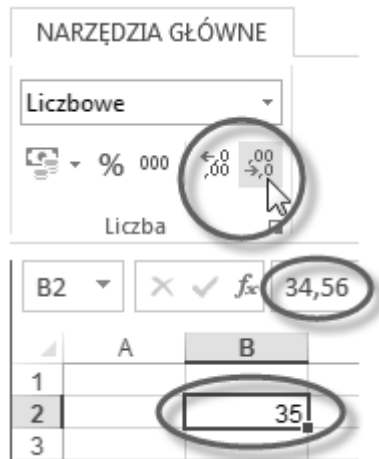 NARZĘDZIA GŁÓWNE
Liczbowe
% 000 ←,0 ,00 ,00 →,0
Liczba
B2 fx 34,56
A B
1
2 35
3